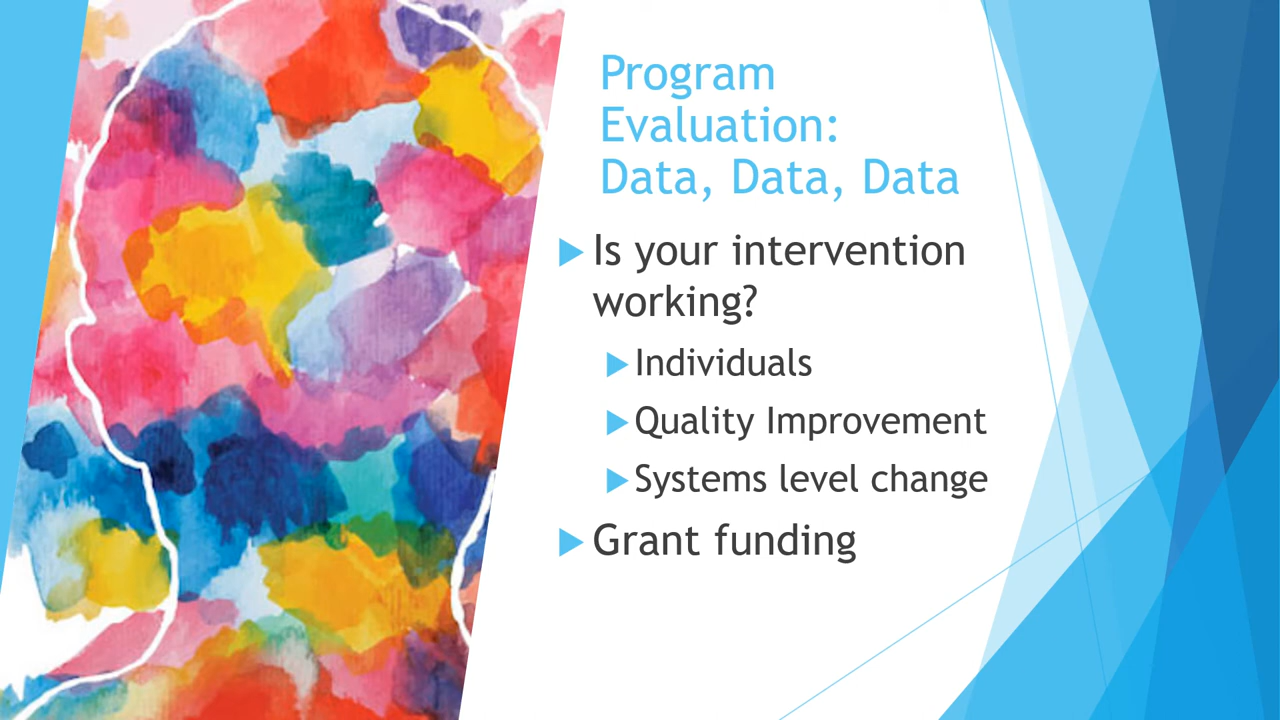 Program
Evaluation:
Data, Data, Data
Is your intervention
working?
Individuals
Quality Improvement
Systems level change
Grant funding